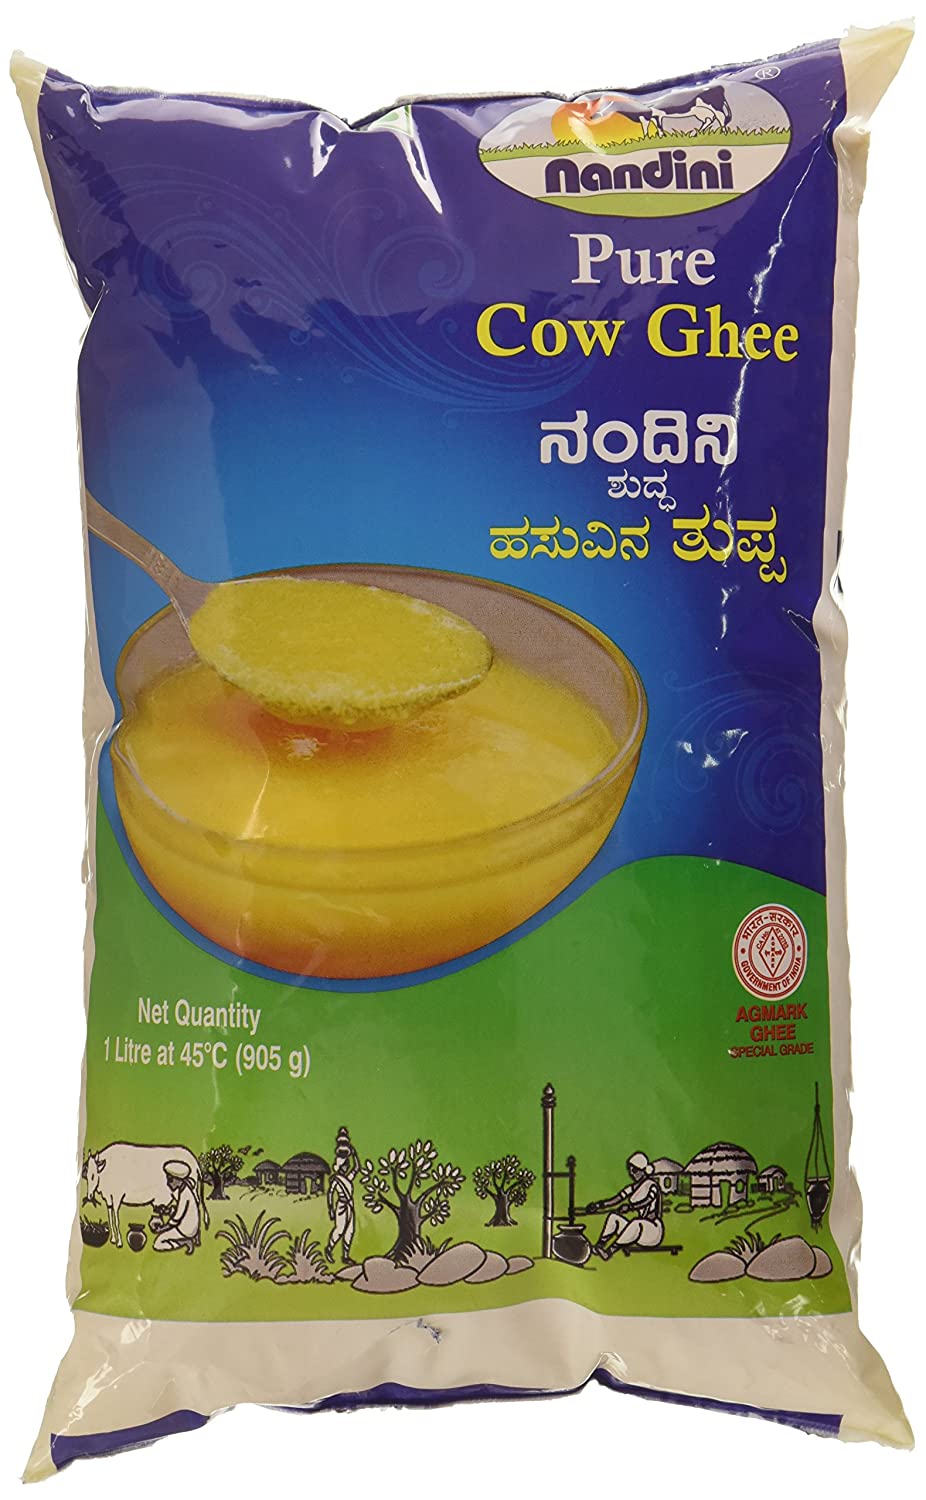 ®
nandini
Pure
Cow Ghee
ನಂದಿನಿ
ಶುದ್ಧ
ಹಸುವಿನ ತುಪ್ಪ
Net Quantity
1 Litre at 45°C (905 g)
भारत-सरकार
GOVERNMENT OF INDIA
AGMARK
GHEE
SPECIAL GRADE